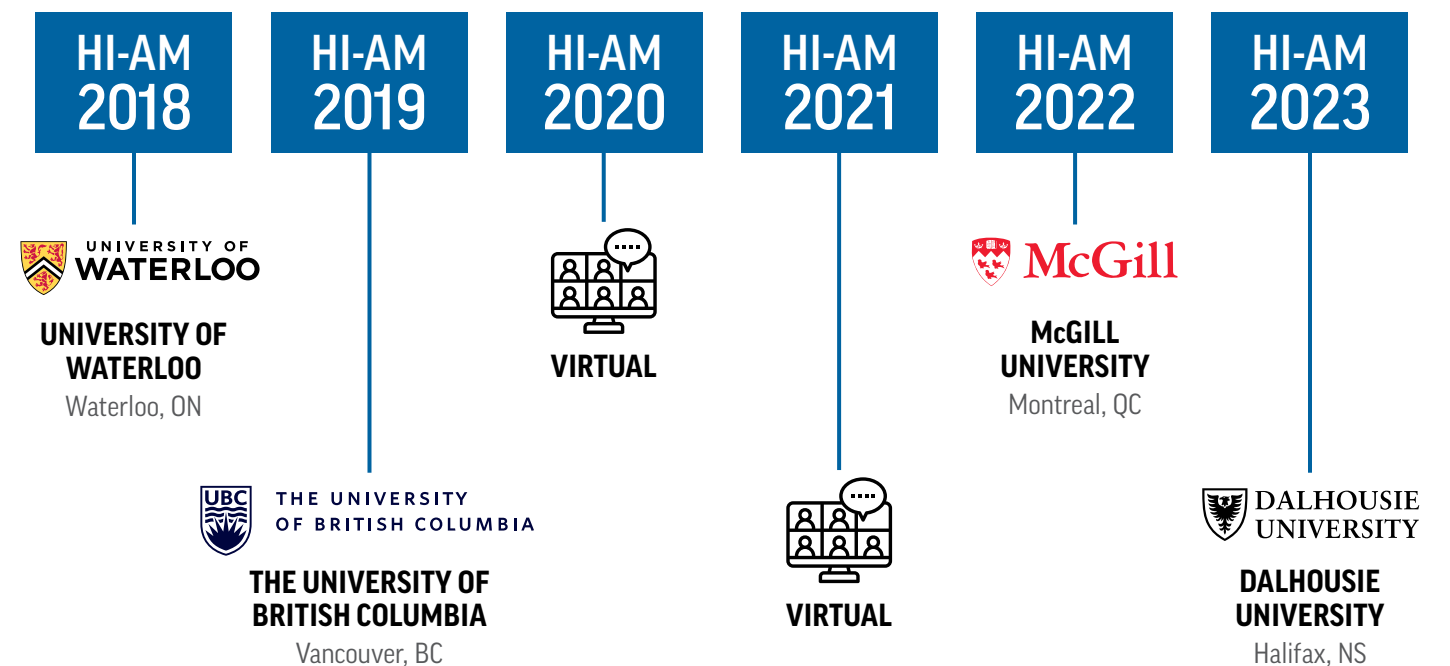 HI-AM
2018
HI-AM
2019
HI-AM
2020
HI-AM
2021
HI-AM
2022
HI-AM
2023
UNIVERSITY OF
WATERLOO
UNIVERSITY OF
WATERLOO
Waterloo, ON
UBC
THE UNIVERSITY
OF BRITISH COLUMBIA
THE UNIVERSITY OF
BRITISH COLUMBIA
Vancouver, BC
VIRTUAL
VIRTUAL
McGill
McGILL
UNIVERSITY
Montreal, QC
DALHOUSIE
UNIVERSITY
DALHOUSIE
UNIVERSITY
Halifax, NS